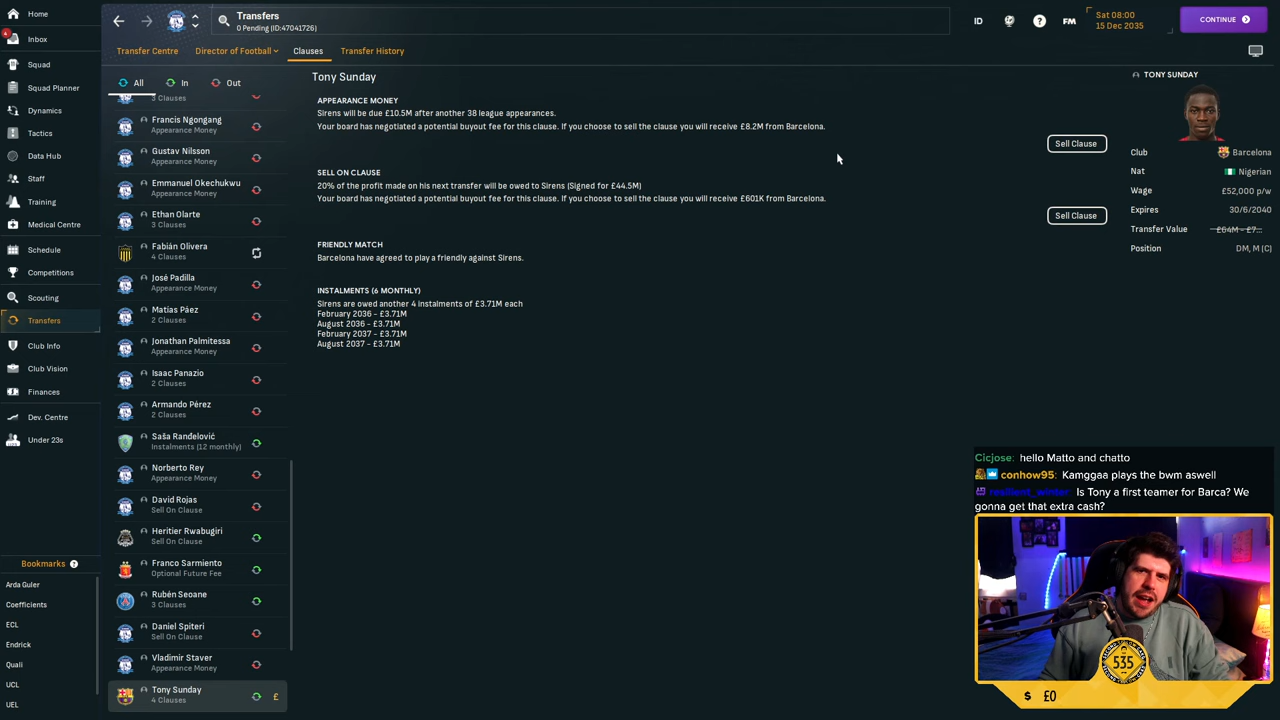 Home
Inbox
Squad
Squad Planner
Dynamics
Tactics
Data Hub
Staff
Training
Medical Centre
Schedule
Competitions
Scouting
Transfers
Club Info
Club Vision
Finances
Dev. Centre
Under 23s
Bookmarks ?
Arda Guler
Coefficients
ECL
Endrick
Quali
UCL
UEL
Transfers
0 Pending (ID:47041726)
ID
?
FM
Sat 08:00
15 Dec 2035
CONTINUE
Transfer Centre
Director of Football
Clauses
Transfer History
All
In
Out
3 Clauses
Francis Ngongang
Appearance Money
Gustav Nilsson
Appearance Money
Emmanuel Okechukwu
Appearance Money
Ethan Olarte
3 Clauses
Fabián Olivera
4 Clauses
José Padilla
Appearance Money
Matías Páez
2 Clauses
Jonathan Palmitessa
Appearance Money
Isaac Panazio
2 Clauses
Armando Pérez
2 Clauses
Saša Ranđelović
Instalments (12 monthly)
Norberto Rey
Appearance Money
David Rojas
Sell On Clause
Heritier Rwabugiri
Sell On Clause
Franco Sarmiento
Optional Future Fee
Rubén Seoane
3 Clauses
Daniel Spiteri
Sell On Clause
Vladimir Staver
Appearance Money
Tony Sunday
4 Clauses
£
Tony Sunday
APPEARANCE MONEY
Sirens will be due £10.5M after another 38 league appearances.
Your board has negotiated a potential buyout fee for this clause. If you choose to sell the clause you will receive £8.2M from Barcelona.
Sell Clause
SELL ON CLAUSE
20% of the profit made on his next transfer will be owed to Sirens (Signed for £44.5M)
Your board has negotiated a potential buyout fee for this clause. If you choose to sell the clause you will receive £601K from Barcelona.
Sell Clause
FRIENDLY MATCH
Barcelona have agreed to play a friendly against Sirens.
INSTALMENTS (6 MONTHLY)
Sirens are owed another 4 instalments of £3.71M each
February 2036 - £3.71M
August 2036 - £3.71M
February 2037 - £3.71M
August 2037 - £3.71M
TONY SUNDAY
Club Barcelona
Nat Nigerian
Wage £52,000 p/w
Expires 30/6/2040
Transfer Value £64M - £7...
Position DM, M (C)
Cicjose: hello Matto and chatto
conhow95: Kamggaa plays the bwm aswell
resilient_winter: Is Tony a first teamer for Barca? We
gonna get that extra cash?
535
$ £0